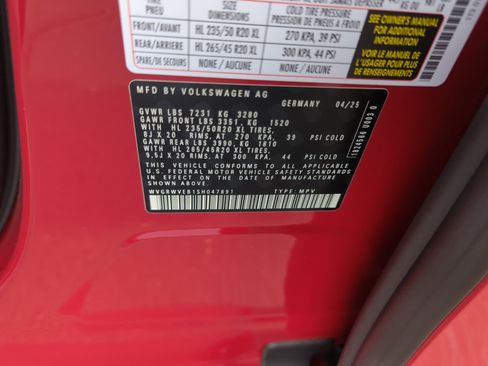 TIRE PNEU
SIZE DIMENSIONS
COLD TIRE PRESSURE
PRESSION DE PNEUS A FROID
FRONT/AVANT HL 235/50 R20 XL 270 KPA, 39 PSI
REAR/ARRIERE HL 265/45 R20 XL 300 KPA, 44 PSI
SPARE/DE SECOURS NONE
SEE OWNER'S MANUAL
FOR ADDITIONAL
INFORMATION
VOIR LE MANUEL DE
L'USAGER POUR PLUS
DE RENSEIGNEMENTS
MFD BY VOLKSWAGEN AG
GERMANY 04/25
GVWR LBS 7231 KG 3280
GAWR FRONT LBS 3351, KG 1520
WITH HL 235/50R20 XL TIRES,
8J X 20 RIMS, AT 270 KPA, 39 PSI COLD
GAWR REAR LBS 3990, KG 1810
WITH HL 265/45R20 XL TIRES,
9,5J X 20 RIMS, AT 300 KPA, 44 PSI COLD
THIS VEHICLE CONFORMS TO ALL APPLICABLE
U.S. FEDERAL MOTOR VEHICLE SAFETY STANDARDS
IN EFFECT ON THE DATE OF MANUFACTURE
SHOWN ABOVE
WVGRWVEB1SH047891 TYPE: MPV